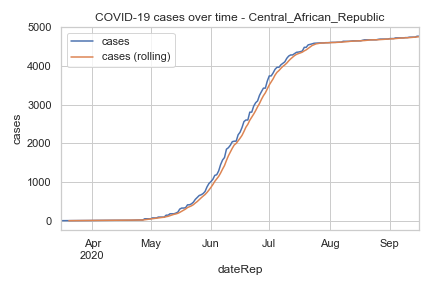 COVID-19 cases over time - Central_African_Republic
cases
cases (rolling)
5000
4000
3000
2000
1000
0
cases
Apr
2020
May
Jun
Jul
Aug
Sep
dateRep